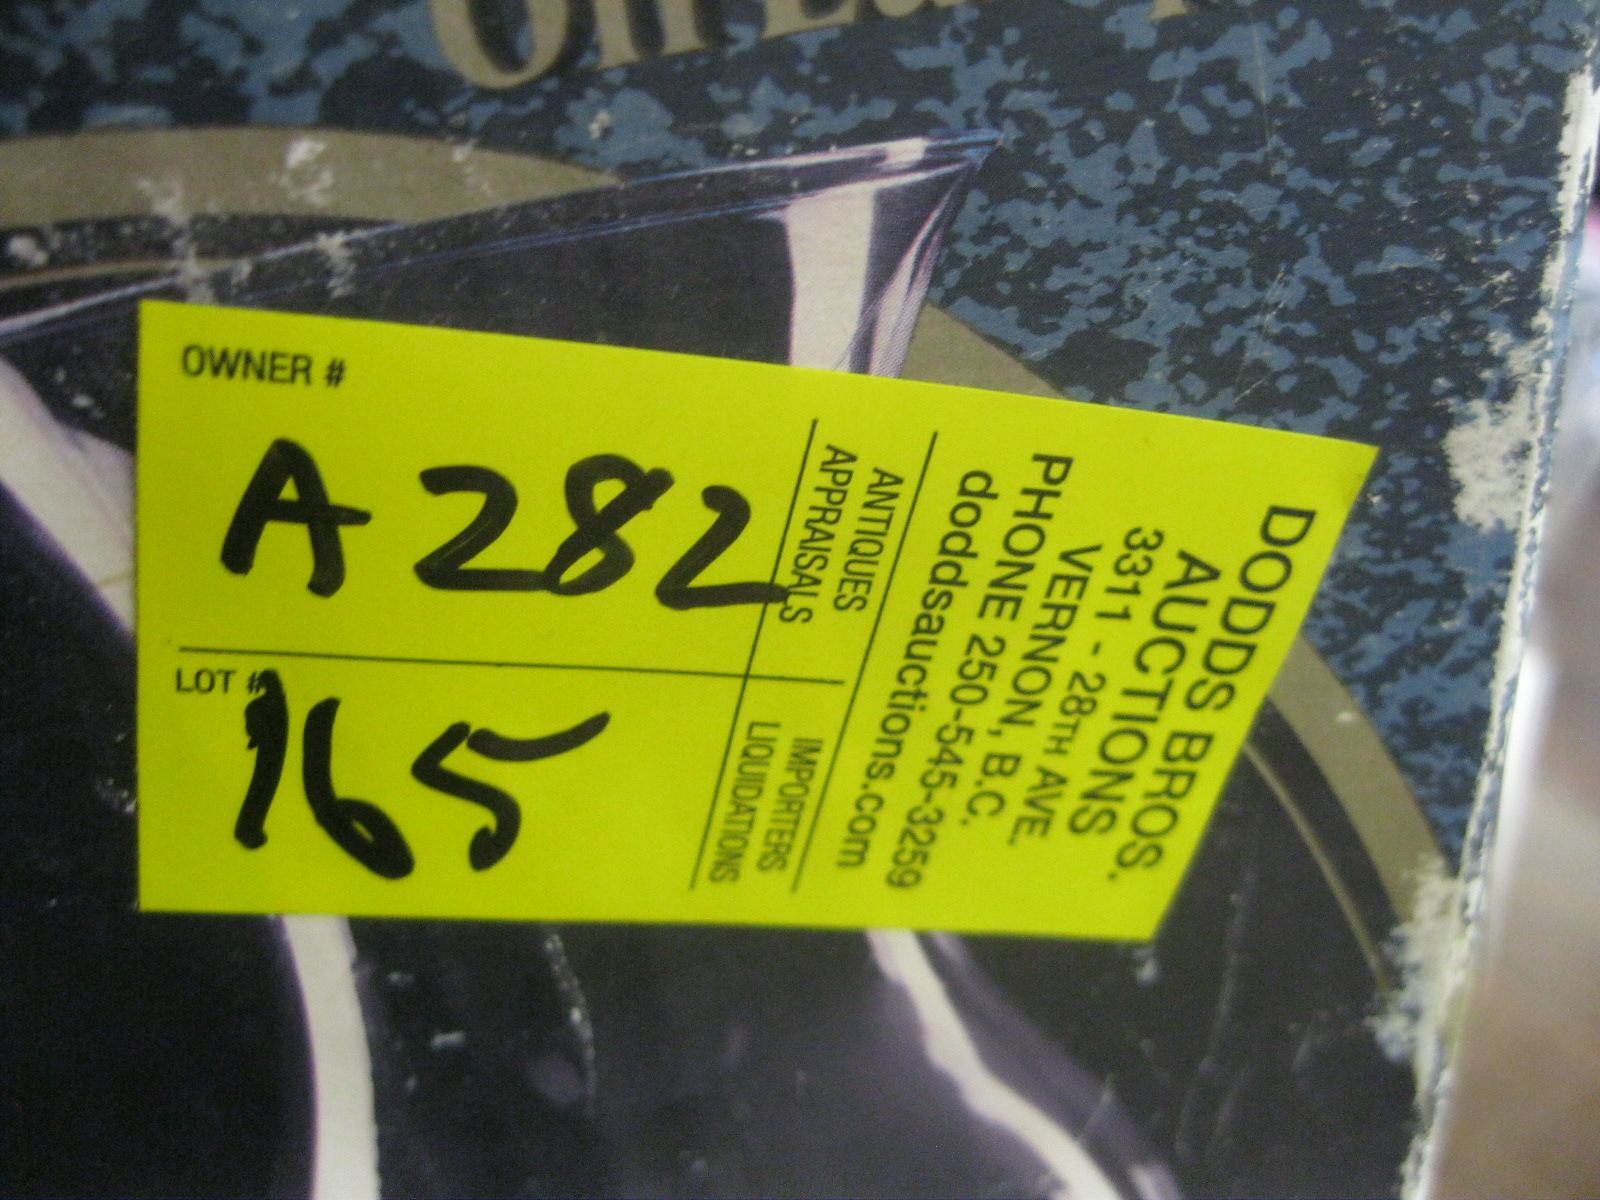 OWNER #
A 282
LOT #
165
ANTIQUES
APPRAISALS
IMPORTERS
LIQUIDATIONS
DODDS BROS.
AUCTIONS
3311 - 28TH AVE.
VERNON, B.C.
PHONE 250-545-3259
doddsauctions.com